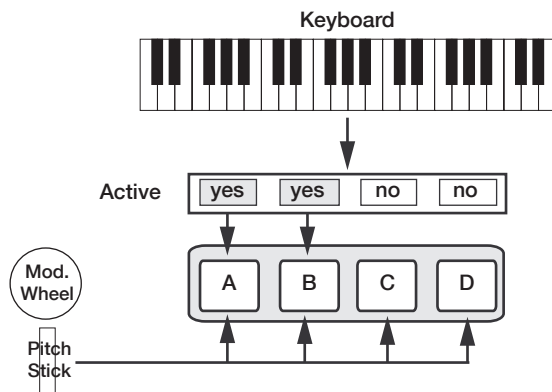 Keyboard
Active
yes yes no no
A B C D
Mod.
Wheel
Pitch
Stick